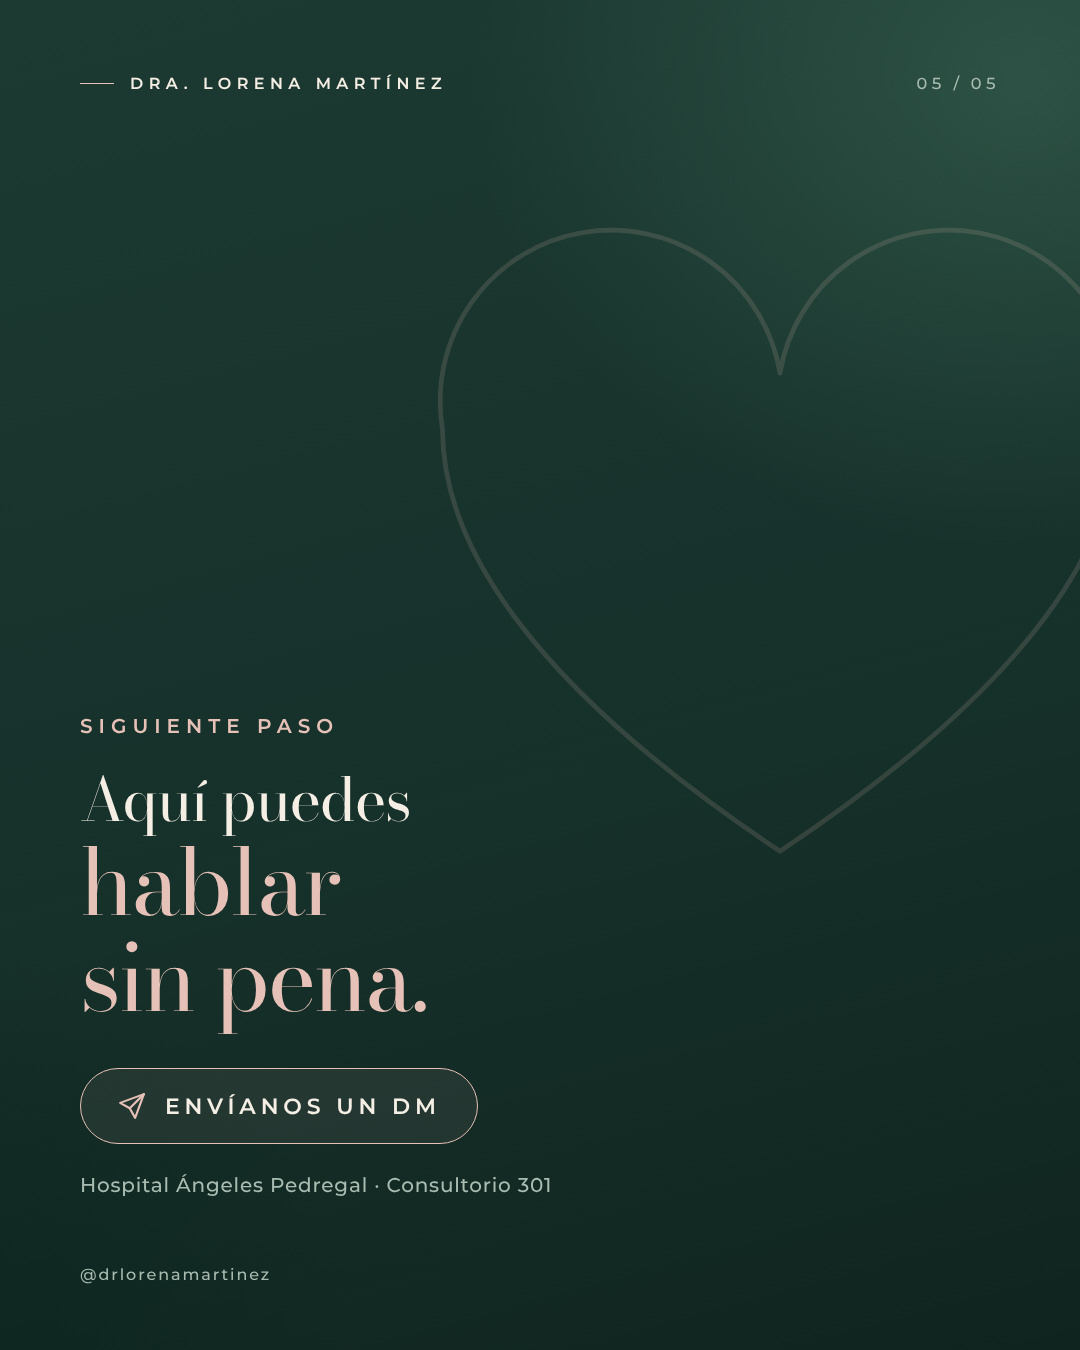 DRA. LORENA MARTÍNEZ
05 / 05
SIGUIENTE PASO
Aquí puedes
hablar
sin pena.
ENVÍANOS UN DM
Hospital Ángeles Pedregal · Consultorio 301
@drlorenamartinez